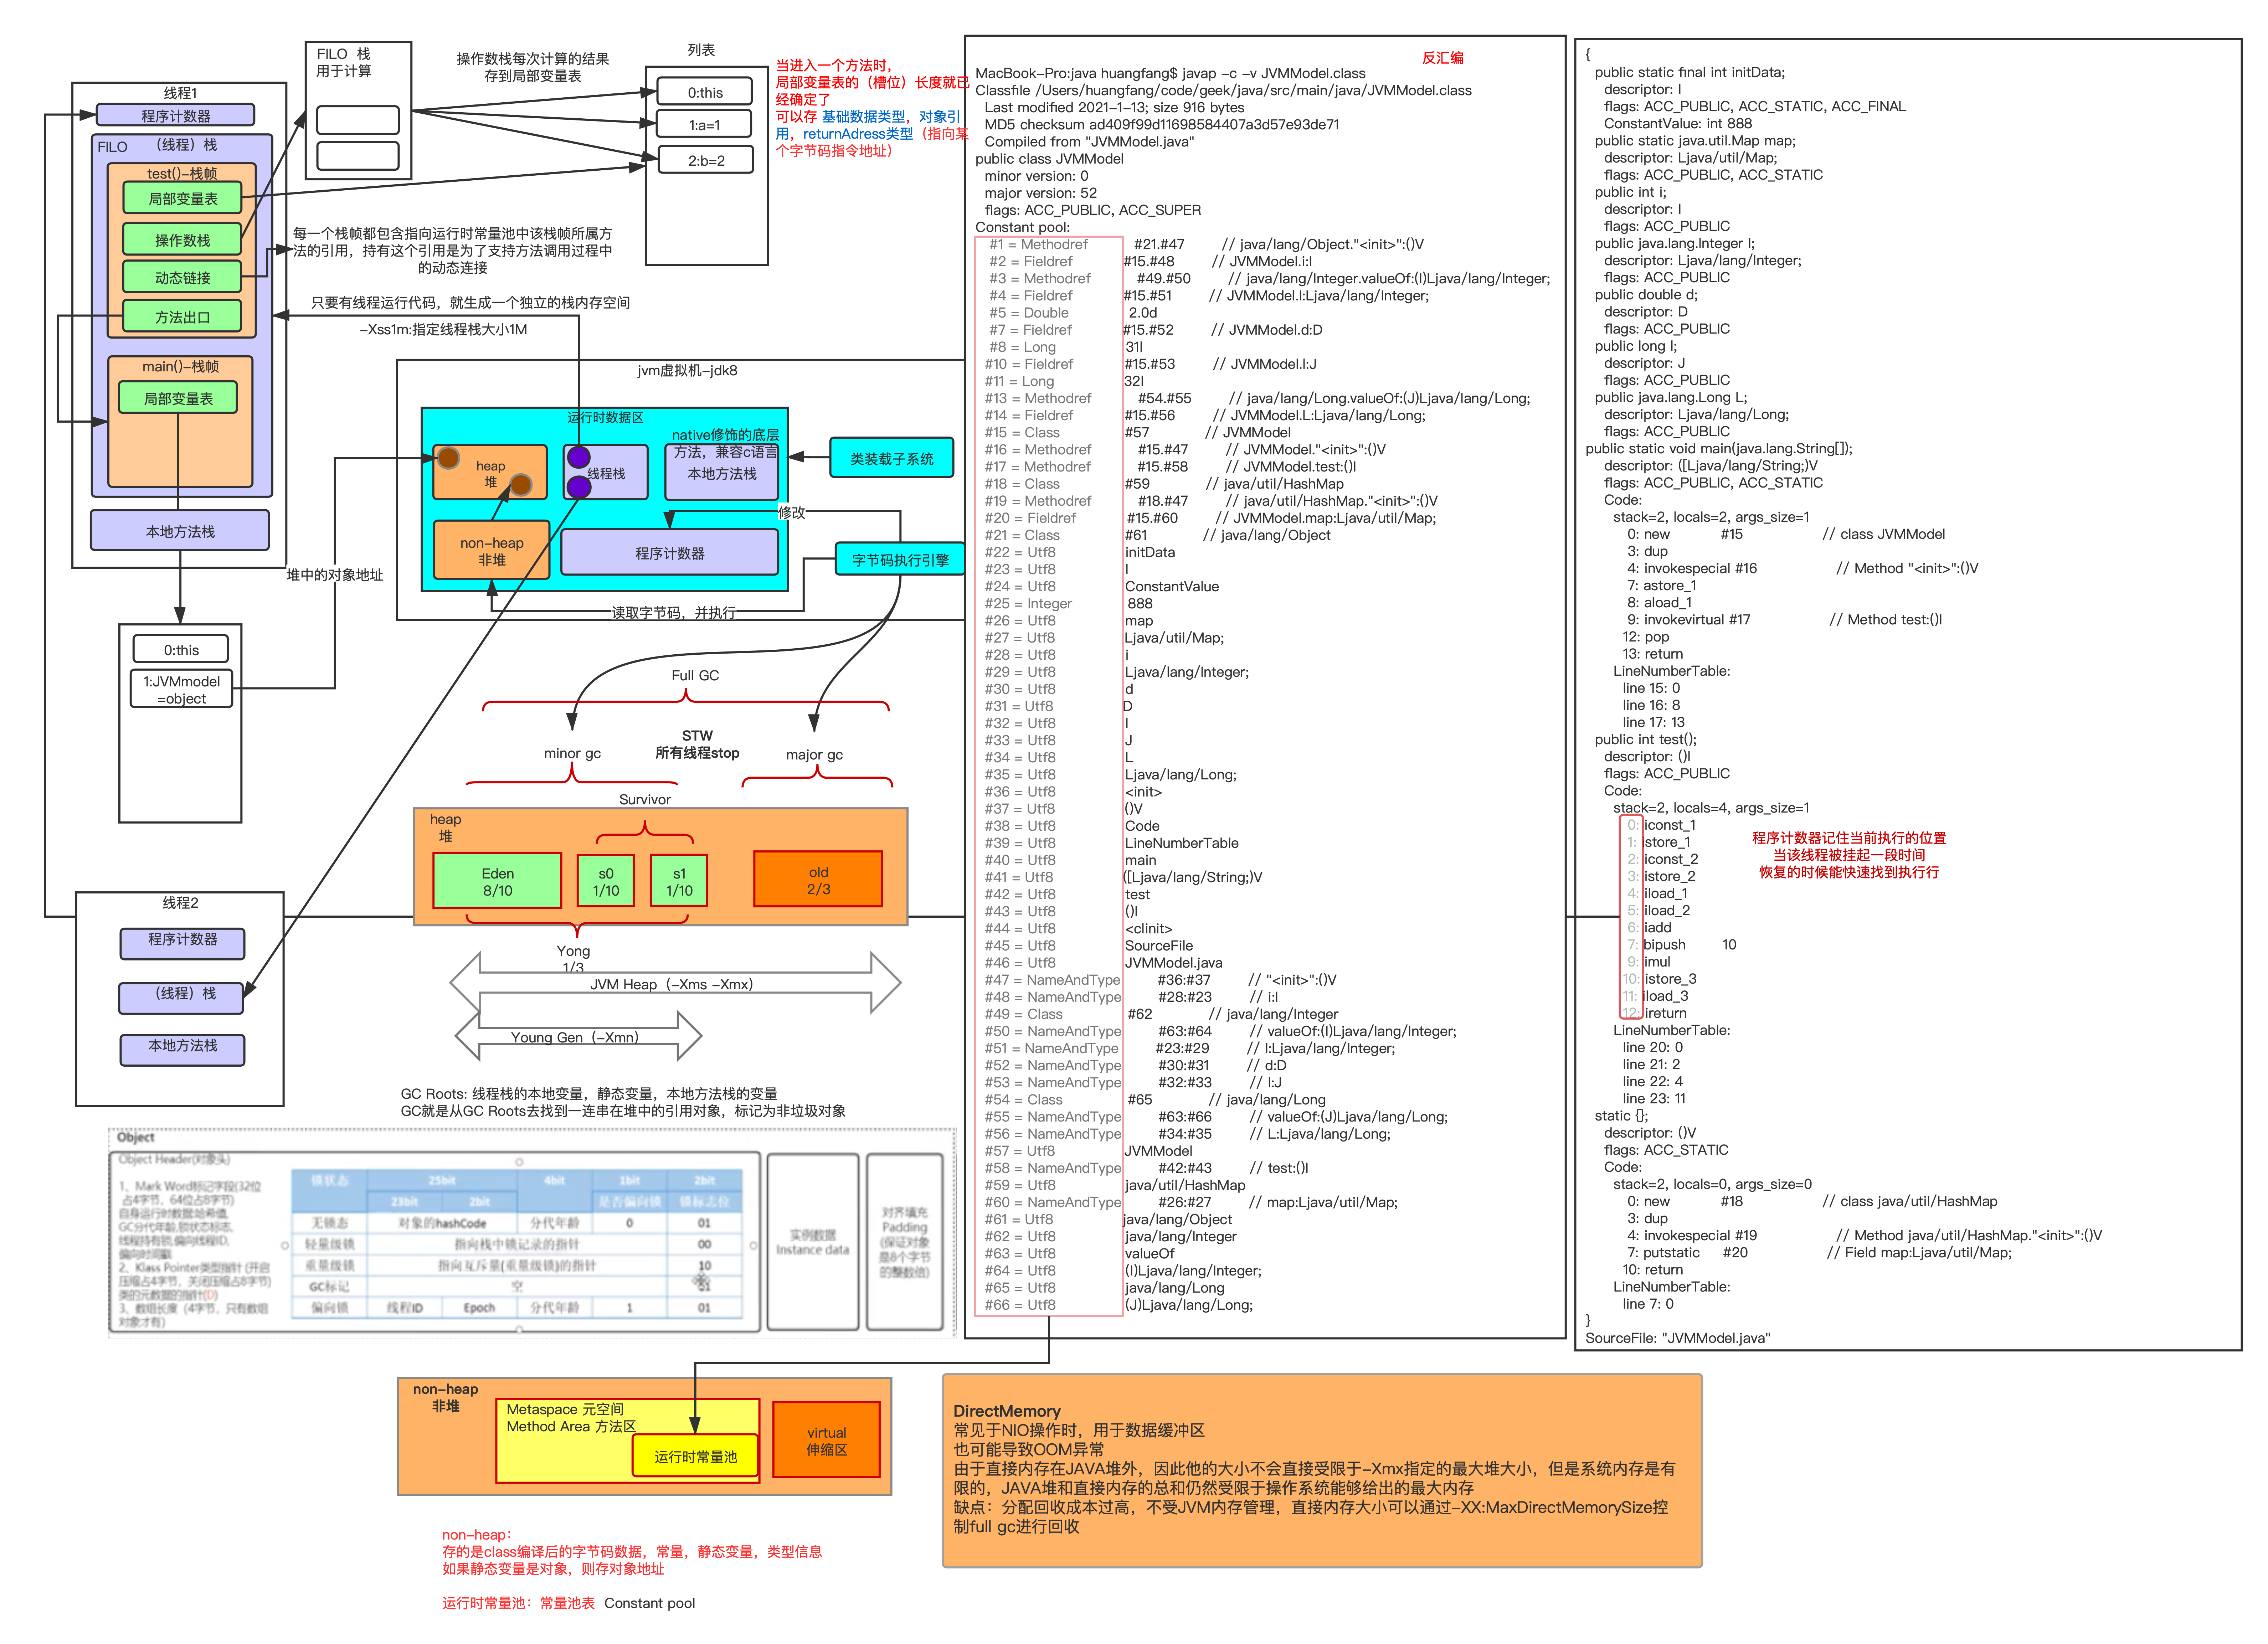 线程1
程序计数器
FILO
（线程）栈
test()-栈帧
局部变量表
操作数栈
动态链接
方法出口
main()-栈帧
局部变量表
本地方法栈
0:this
1:JVMmodel
=object
FILO 栈
用于计算
操作数栈每次计算的结果
存到局部变量表
列表
0:this
1:a=1
2:b=2
当进入一个方法时，
局部变量表的（槽位）长度就已
经确定了
可以存 基础数据类型，对象引
用，returnAdress类型（指向某
个字节码指令地址）
每一个栈帧都包含指向运行时常量池中该栈帧所属方
法的引用，持有这个引用是为了支持方法调用过程中
的动态连接
只要有线程运行代码，就生成一个独立的栈内存空间
-Xss1m:指定线程栈大小1M
jvm虚拟机-jdk8
运行时数据区
heap
堆
线程栈
native修饰的底层
方法，兼容c语言
本地方法栈
non-heap
非堆
程序计数器
类装载子系统
修改
字节码执行引擎
读取字节码，并执行
堆中的对象地址
Full GC
STW
所有线程stop
minor gc
major gc
Survivor
heap
堆
Eden
8/10
s0
1/10
s1
1/10
old
2/3
Yong
1/3
JVM Heap（-Xms -Xmx）
Young Gen（-Xmn）
线程2
程序计数器
（线程）栈
本地方法栈
GC Roots: 线程栈的本地变量，静态变量，本地方法栈的变量
GC就是从GC Roots去找到一连串在堆中的引用对象，标记为非垃圾对象
Object
Object Header(对象头)
1、Mark Word标记字段(32位
占4字节，64位占8字节)
自身运行时数据:哈希值,
GC分代年龄,锁状态标志,
线程持有锁,偏向线程ID,
偏向时间戳
2、Klass Pointer类型指针 (开启
压缩占4字节，关闭压缩占8字节)
类的元数据的指针(D)
3、数组长度（4字节，只有数组
对象才有)
锁状态 25bit 4bit 1bit 2bit
23bit 2bit 是否偏向锁 锁标志位
无锁态 对象的hashCode 分代年龄 0 01
轻量级锁 指向栈中锁记录的指针 00
重量级锁 指向互斥量(重量级锁)的指针 10
GC标记 空
偏向锁 线程ID Epoch 分代年龄 1 01
实例数据
Instance data
对齐填充
Padding
(保证对象
是8个字节
的整数倍)
non-heap
非堆
Metaspace 元空间
Method Area 方法区
运行时常量池
virtual
伸缩区
non-heap：
存的是class编译后的字节码数据，常量，静态变量，类型信息
如果静态变量是对象，则存对象地址
运行时常量池：常量池表 Constant pool
DirectMemory
常见于NIO操作时，用于数据缓冲区
也可能导致OOM异常
由于直接内存在JAVA堆外，因此他的大小不会直接受限于-Xmx指定的最大堆大小，但是系统内存是有
限的，JAVA堆和直接内存的总和仍然受限于操作系统能够给出的最大内存
缺点：分配回收成本过高，不受JVM内存管理，直接内存大小可以通过-XX:MaxDirectMemorySize控
制full gc进行回收
反汇编
MacBook-Pro:java huangfang$ javap -c -v JVMModel.class
Classfile /Users/huangfang/code/geek/java/src/main/java/JVMModel.class
Last modified 2021-1-13; size 916 bytes
MD5 checksum ad409f99d11698584407a3d57e93de71
Compiled from "JVMModel.java"
public class JVMModel
minor version: 0
major version: 52
flags: ACC_PUBLIC, ACC_SUPER
Constant pool:
#1 = Methodref #21.#47 // java/lang/Object."<init>":()V
#2 = Fieldref #15.#48 // JVMModel.i:I
#3 = Methodref #49.#50 // java/lang/Integer.valueOf:(I)Ljava/lang/Integer;
#4 = Fieldref #15.#51 // JVMModel.I:Ljava/lang/Integer;
#5 = Double 2.0d
#7 = Fieldref #15.#52 // JVMModel.d:D
#8 = Long 31l
#10 = Fieldref #15.#53 // JVMModel.l:J
#11 = Long 32l
#13 = Methodref #54.#55 // java/lang/Long.valueOf:(J)Ljava/lang/Long;
#14 = Fieldref #15.#56 // JVMModel.L:Ljava/lang/Long;
#15 = Class #57 // JVMModel
#16 = Methodref #15.#47 // JVMModel."<init>":()V
#17 = Methodref #15.#58 // JVMModel.test:()I
#18 = Class #59 // java/util/HashMap
#19 = Methodref #18.#47 // java/util/HashMap."<init>":()V
#20 = Fieldref #15.#60 // JVMModel.map:Ljava/util/Map;
#21 = Class #61 // java/lang/Object
#22 = Utf8 initData
#23 = Utf8 I
#24 = Utf8 ConstantValue
#25 = Integer 888
#26 = Utf8 map
#27 = Utf8 Ljava/util/Map;
#28 = Utf8 i
#29 = Utf8 Ljava/lang/Integer;
#30 = Utf8 d
#31 = Utf8 D
#32 = Utf8 l
#33 = Utf8 J
#34 = Utf8 L
#35 = Utf8 Ljava/lang/Long;
#36 = Utf8 <init>
#37 = Utf8 ()V
#38 = Utf8 Code
#39 = Utf8 LineNumberTable
#40 = Utf8 main
#41 = Utf8 ([Ljava/lang/String;)V
#42 = Utf8 test
#43 = Utf8 ()I
#44 = Utf8 <clinit>
#45 = Utf8 SourceFile
#46 = Utf8 JVMModel.java
#47 = NameAndType #36:#37 // "<init>":()V
#48 = NameAndType #28:#23 // i:I
#49 = Class #62 // java/lang/Integer
#50 = NameAndType #63:#64 // valueOf:(I)Ljava/lang/Integer;
#51 = NameAndType #23:#29 // I:Ljava/lang/Integer;
#52 = NameAndType #30:#31 // d:D
#53 = NameAndType #32:#33 // l:J
#54 = Class #65 // java/lang/Long
#55 = NameAndType #63:#66 // valueOf:(J)Ljava/lang/Long;
#56 = NameAndType #34:#35 // L:Ljava/lang/Long;
#57 = Utf8 JVMModel
#58 = NameAndType #42:#43 // test:()I
#59 = Utf8 java/util/HashMap
#60 = NameAndType #26:#27 // map:Ljava/util/Map;
#61 = Utf8 java/lang/Object
#62 = Utf8 java/lang/Integer
#63 = Utf8 valueOf
#64 = Utf8 (I)Ljava/lang/Integer;
#65 = Utf8 java/lang/Long
#66 = Utf8 (J)Ljava/lang/Long;
{
public static final int initData;
descriptor: I
flags: ACC_PUBLIC, ACC_STATIC, ACC_FINAL
ConstantValue: int 888
public static java.util.Map map;
descriptor: Ljava/util/Map;
flags: ACC_PUBLIC, ACC_STATIC
public int i;
descriptor: I
flags: ACC_PUBLIC
public java.lang.Integer I;
descriptor: Ljava/lang/Integer;
flags: ACC_PUBLIC
public double d;
descriptor: D
flags: ACC_PUBLIC
public long l;
descriptor: J
flags: ACC_PUBLIC
public java.lang.Long L;
descriptor: Ljava/lang/Long;
flags: ACC_PUBLIC
public static void main(java.lang.String[]);
descriptor: ([Ljava/lang/String;)V
flags: ACC_PUBLIC, ACC_STATIC
Code:
stack=2, locals=2, args_size=1
0: new #15 // class JVMModel
3: dup
4: invokespecial #16 // Method "<init>":()V
7: astore_1
8: aload_1
9: invokevirtual #17 // Method test:()I
12: pop
13: return
LineNumberTable:
line 15: 0
line 16: 8
line 17: 13
public int test();
descriptor: ()I
flags: ACC_PUBLIC
Code:
stack=2, locals=4, args_size=1
0: iconst_1
1: istore_1
2: iconst_2
3: istore_2
4: iload_1
5: iload_2
6: iadd
7: bipush 10
9: imul
10: istore_3
11: iload_3
12: ireturn
程序计数器记住当前执行的位置
当该线程被挂起一段时间
恢复的时候能快速找到执行行
LineNumberTable:
line 20: 0
line 21: 2
line 22: 4
line 23: 11
static {};
descriptor: ()V
flags: ACC_STATIC
Code:
stack=2, locals=0, args_size=0
0: new #18 // class java/util/HashMap
3: dup
4: invokespecial #19 // Method java/util/HashMap."<init>":()V
7: putstatic #20 // Field map:Ljava/util/Map;
10: return
LineNumberTable:
line 7: 0
}
SourceFile: "JVMModel.java"